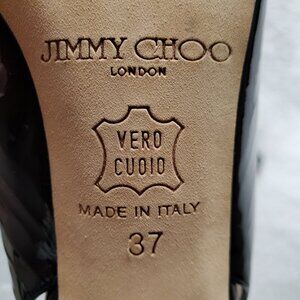 JIMMY CHOO
LONDON
VERO
CUOIO
MADE IN ITALY
37